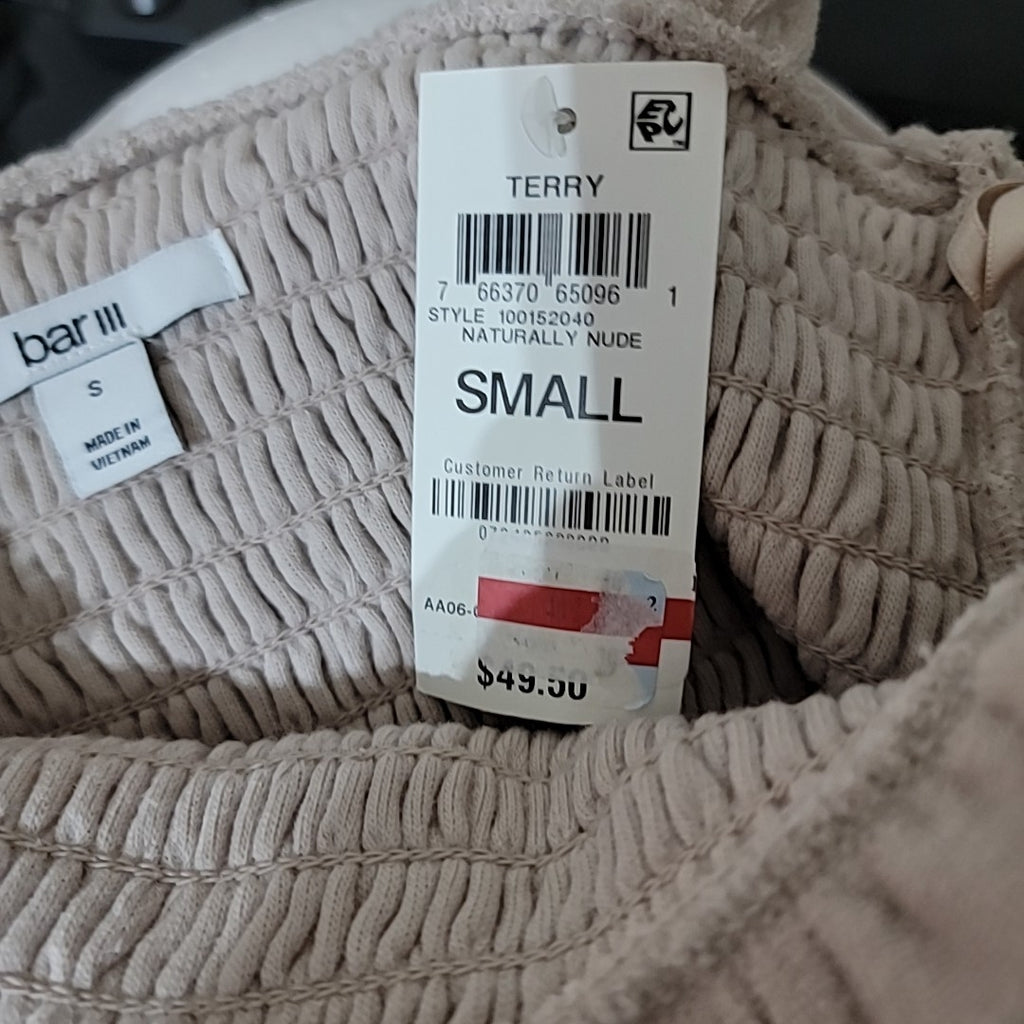 bar III
S
MADE IN
VIETNAM
EPC
TERRY
7 66370 65096 1
STYLE 100152040
NATURALLY NUDE
SMALL
Customer Return Label
$49.50